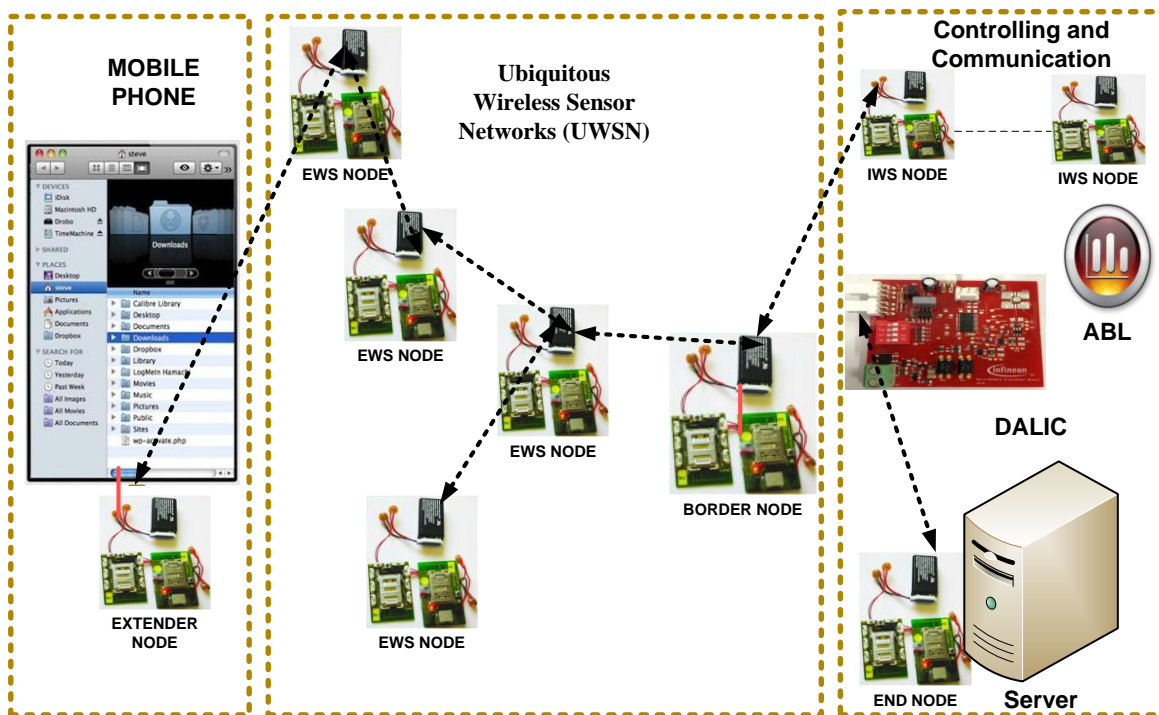 MOBILE
PHONE
steve
DEVICES
iDisk
Macintosh HD
Drobo
TimeMachine
SHARED
PLACES
Desktop
steve
Pictures
Applications
Documents
Dropbox
SEARCH FOR
Today
Yesterday
Past Week
All Images
All Movies
All Documents
Downloads
Name
Calibre Library
Desktop
Documents
Downloads
Dropbox
Library
LogMeIn Hamachi
Movies
Music
Pictures
Public
Sites
wp-activate.php
EXTENDER
NODE
Ubiquitous
Wireless Sensor
Networks (UWSN)
EWS NODE
EWS NODE
EWS NODE
BORDER NODE
EWS NODE
Controlling and
Communication
IWS NODE
IWS NODE
ABL
infineon
DALIC
END NODE
Server